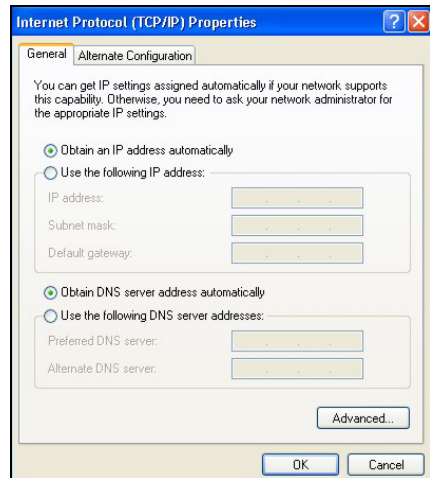 Internet Protocol (TCP/IP) Properties
General Alternate Configuration
You can get IP settings assigned automatically if your network supports
this capability. Otherwise, you need to ask your network administrator for
the appropriate IP settings.
Obtain an IP address automatically
Use the following IP address:
IP address:
Subnet mask:
Default gateway:
Obtain DNS server address automatically
Use the following DNS server addresses:
Preferred DNS server:
Alternate DNS server:
Advanced...
OK Cancel